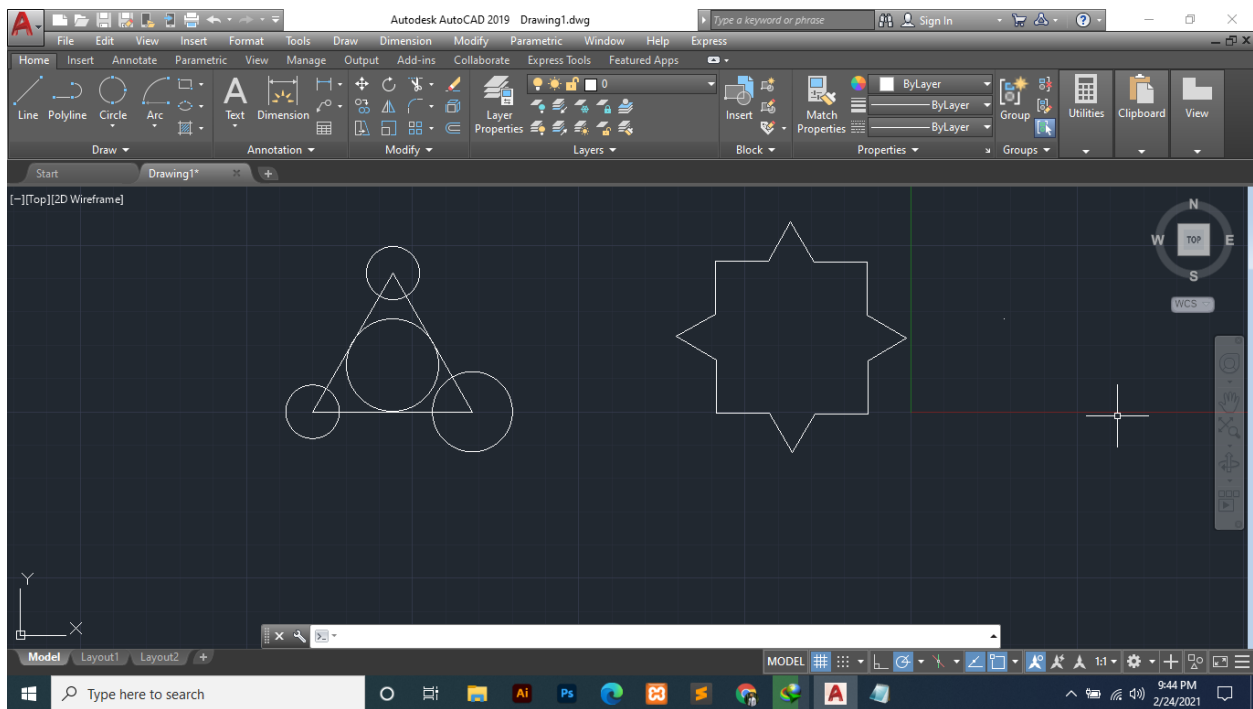 Autodesk AutoCAD 2019 Drawing1.dwg
Type a keyword or phrase
Sign In
File Edit View Insert Format Tools Draw Dimension Modify Parametric Window Help Express
Home Insert Annotate Parametric View Manage Output Add-ins Collaborate Express Tools Featured Apps
Line Polyline Circle Arc
Text Dimension
Layer Properties
0
Insert
Match Properties
ByLayer
ByLayer
ByLayer
Group
Utilities
Clipboard
View
Draw Annotation Modify Layers Block Properties Groups
Start Drawing1*
[−][Top][2D Wireframe]
N
W TOP E
S
WCS
Y
X
Model Layout1 Layout2 +
MODEL
1:1
Type here to search
Ai
Ps
9:44 PM
2/24/2021